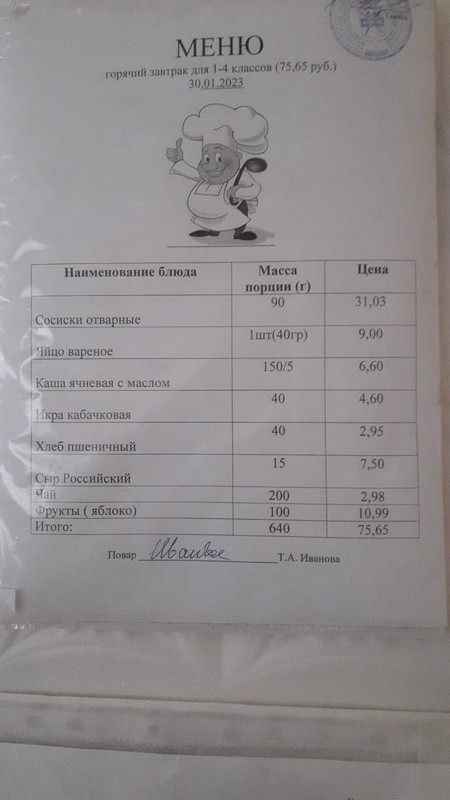 МЕНЮ
горячий завтрак для 1-4 классов (75,65 руб.)
30.01.2023
Наименование блюда Масса порции (г) Цена
Сосиски отварные 90 31,03
Яйцо вареное 1шт(40гр) 9,00
Каша ячневая с маслом 150/5 6,60
Икра кабачковая 40 4,60
Хлеб пшеничный 40 2,95
Сыр Российский 15 7,50
Чай 200 2,98
Фрукты ( яблоко) 100 10,99
Итого: 640 75,65
Повар Иванова Т.А. Иванова